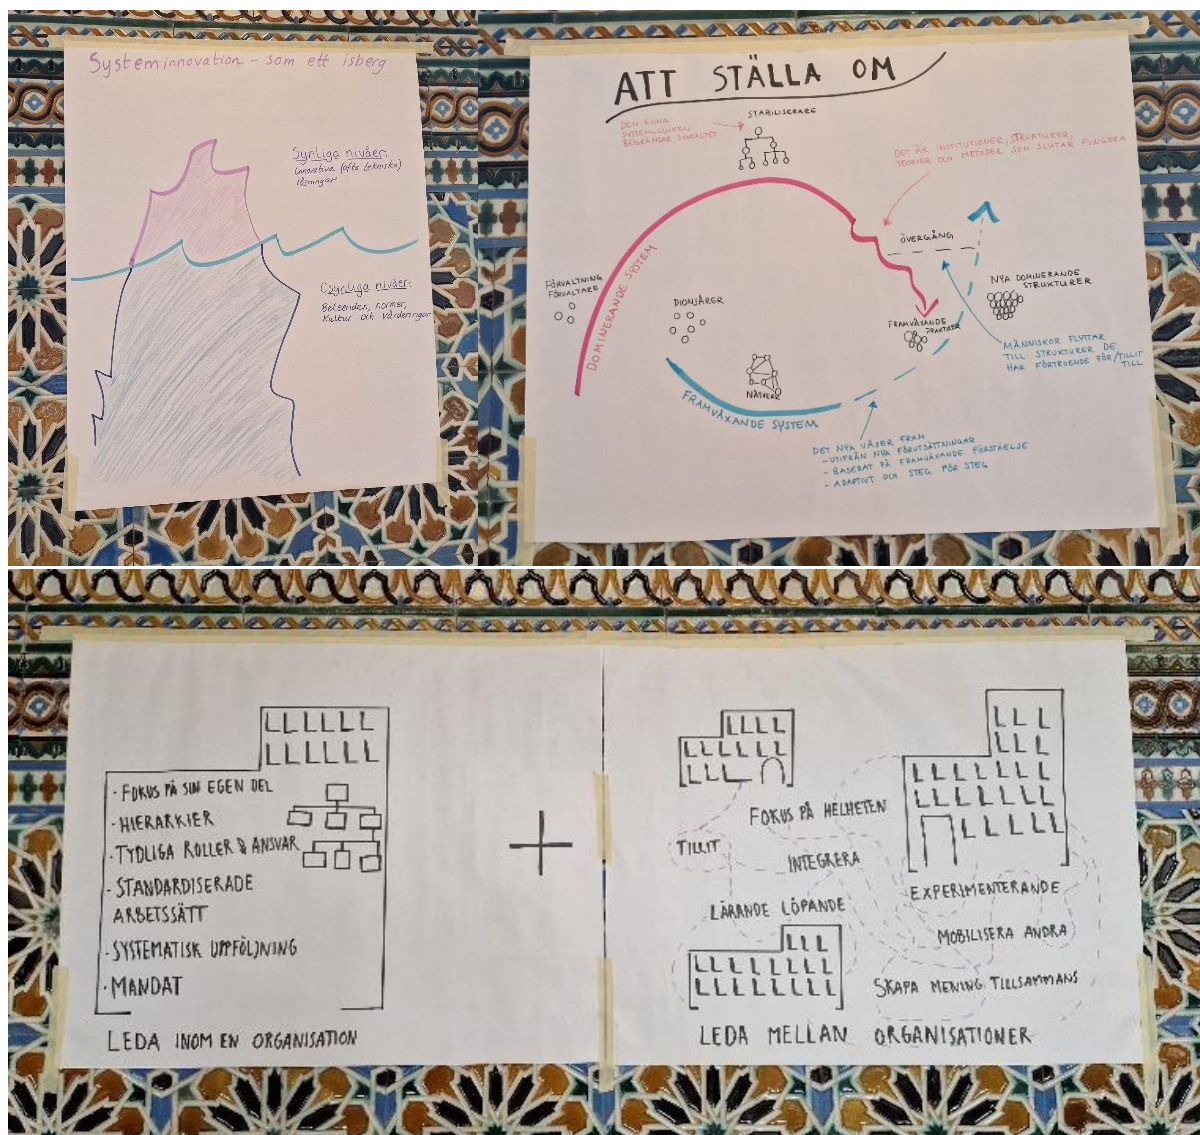 Systeminnovation - som ett isberg
Synliga nivåer:
Innovativa (ofta tekniska)
lösningar
Osynliga nivåer:
Beteenden, normer,
kultur och värderingar
ATT STÄLLA OM
STABILISERARE
DEN EGNA
SYSTEMLOGIKEN
BEGRÄNSAR SYNFÄLTET
DET ÄR INSTITUTIONER, STRUKTURER,
TEORIER OCH METODER SOM SLUTAR FUNGERA
ÖVERGÅNG
FÖRVALTNING
FÖRVALTARE
DOMINERANDE SYSTEM
PIONJÄRER
NYA DOMINERANDE
STRUKTURER
FRAMVÄXANDE
PRAKTIKER
MÄNNISKOR FLYTTAR
TILL STRUKTURER DE
HAR FÖRTROENDE FÖR/TILLIT
TILL
NÄTVERK
FRAMVÄXANDE SYSTEM
DET NYA VÄXER FRAM
- UTIFRÅN NYA FÖRUTSÄTTNINGAR
- BASERAT PÅ FRAMVÄXANDE FÖRSTÅELSE
- ADAPTIVT OCH STEG FÖR STEG
· FOKUS PÅ SIN EGEN DEL
· HIERARKIER
· TYDLIGA ROLLER & ANSVAR
· STANDARDISERADE
ARBETSSÄTT
· SYSTEMATISK UPPFÖLJNING
· MANDAT
LEDA INOM EN ORGANISATION
+
FOKUS PÅ HELHETEN
TILLIT
INTEGRERA
EXPERIMENTERANDE
LÄRANDE LÖPANDE
MOBILISERA ANDRA
SKAPA MENING TILLSAMMANS
LEDA MELLAN ORGANISATIONER